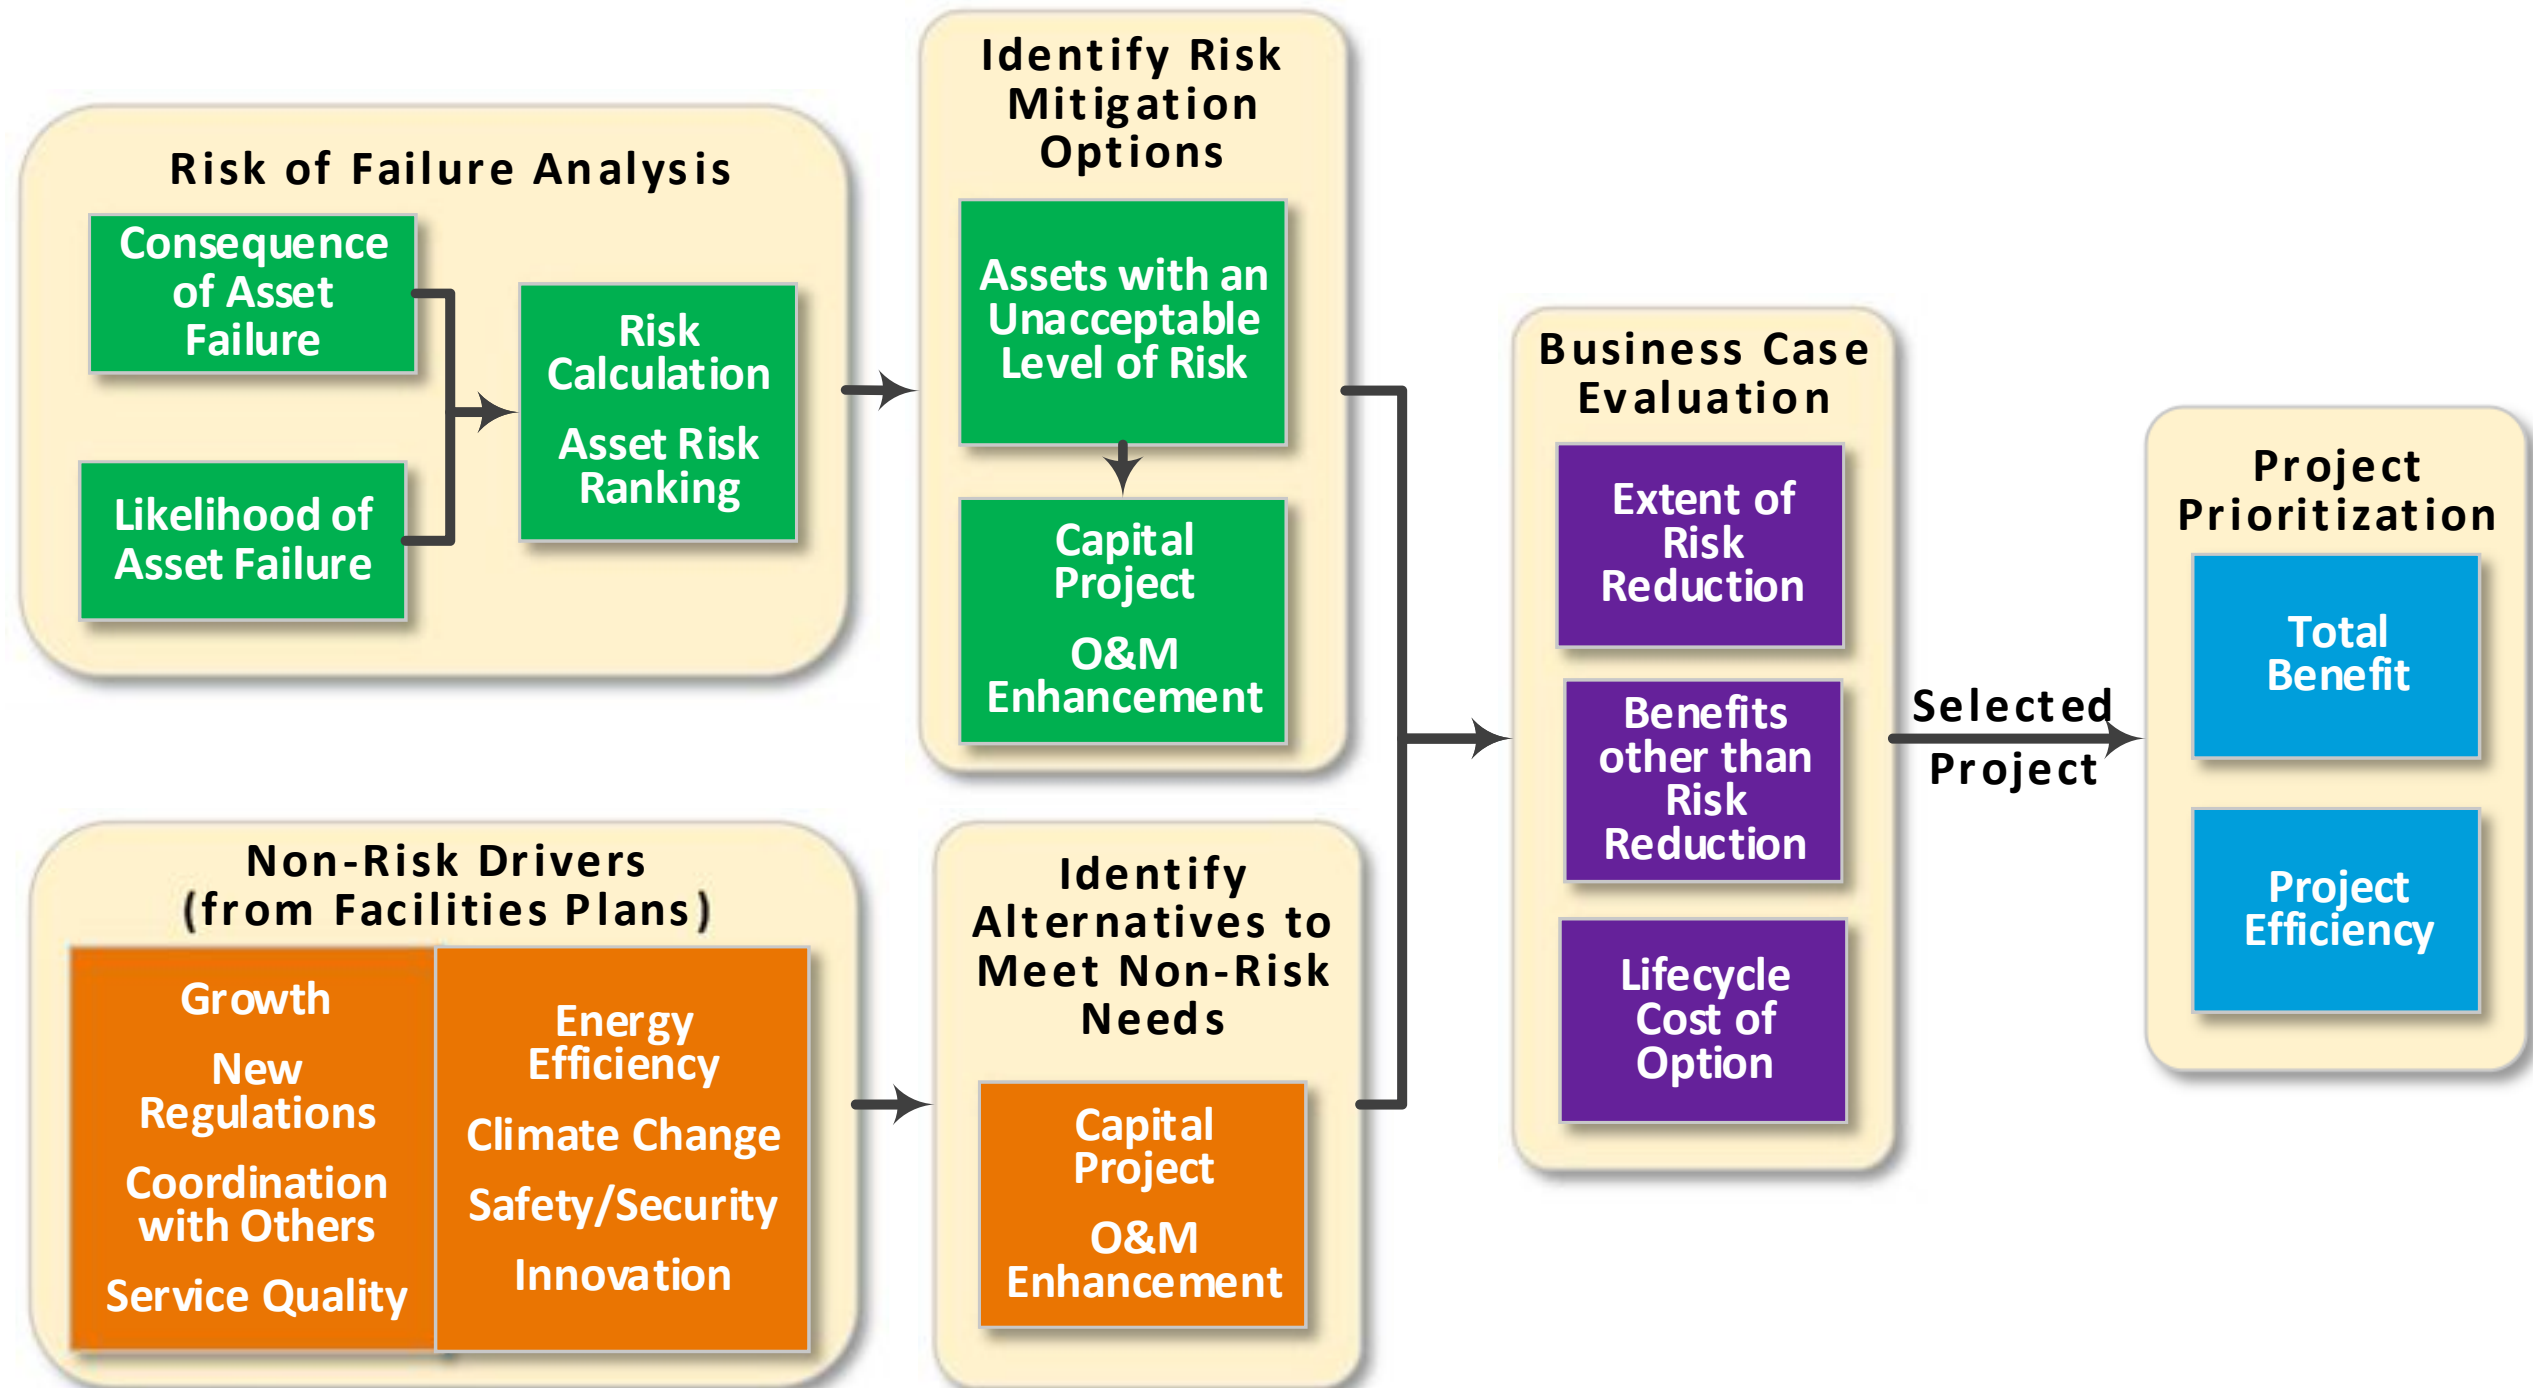 Risk of Failure Analysis
Consequence
of Asset
Failure
Likelihood of
Asset Failure
Risk
Calculation
Asset Risk
Ranking
Identify Risk
Mitigation
Options
Assets with an
Unacceptable
Level of Risk
Capital
Project
O&M
Enhancement
Non-Risk Drivers
(from Facilities Plans)
Growth
New
Regulations
Coordination
with Others
Service Quality
Energy
Efficiency
Climate Change
Safety/Security
Innovation
Identify
Alternatives to
Meet Non-Risk
Needs
Capital
Project
O&M
Enhancement
Business Case
Evaluation
Extent of
Risk
Reduction
Benefits
other than
Risk
Reduction
Lifecycle
Cost of
Option
Selected
Project
Project
Prioritization
Total
Benefit
Project
Efficiency